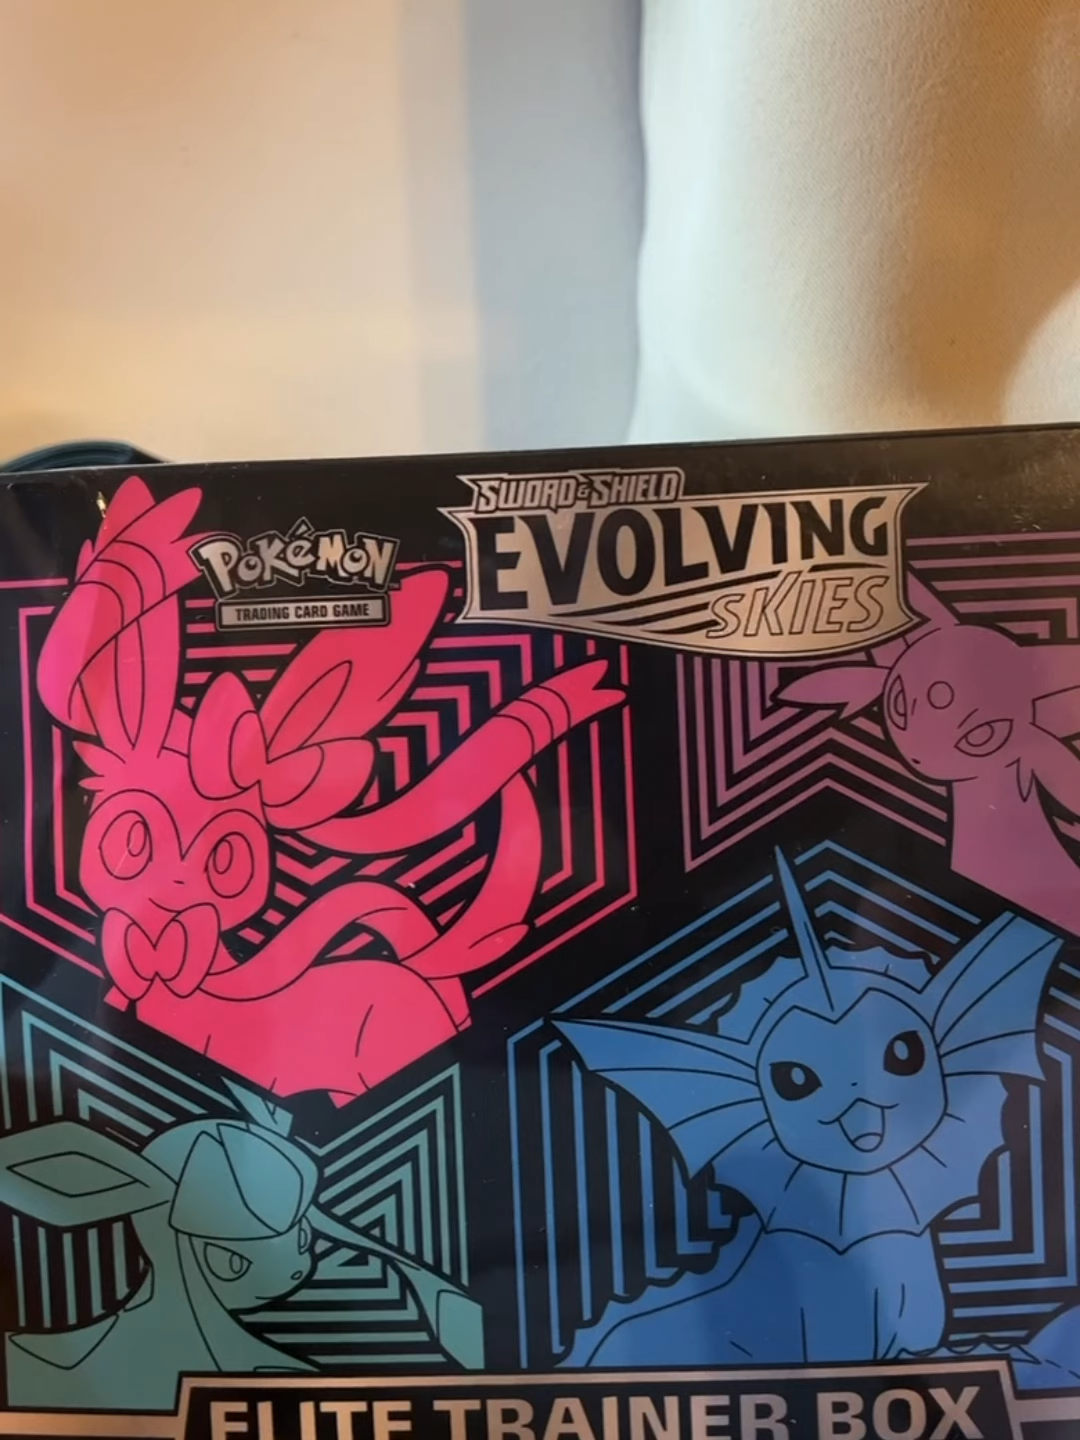 SWORD & SHIELD
EVOLVING
SKIES
POKéMON
TRADING CARD GAME
ELITE TRAINER BOX